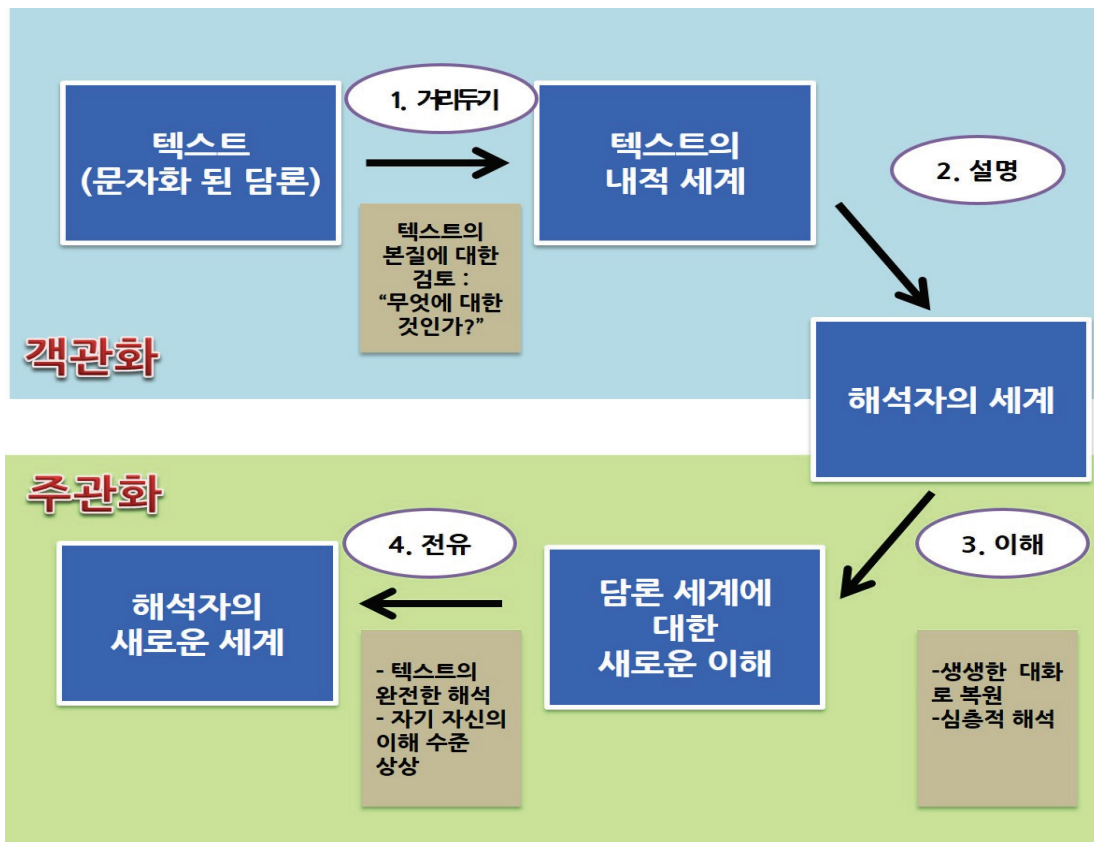 1. 거리두기
텍스트
(문자화 된 담론)
텍스트의
내적 세계
2. 설명
텍스트의
본질에 대한
검토 :
“무엇에 대한
것인가?”
객관화
해석자의 세계
주관화
3. 이해
4. 전유
담론 세계에
대한
새로운 이해
해석자의
새로운 세계
-생생한 대화
로 복원
-심층적 해석
- 텍스트의
완전한 해석
- 자기 자신의
이해 수준
상상